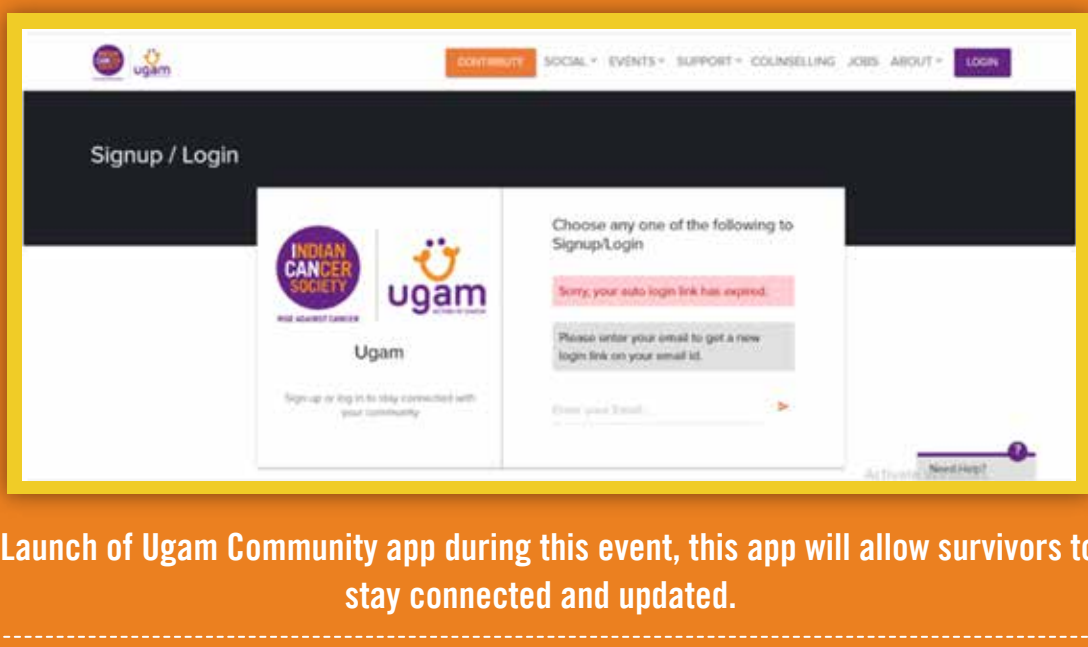 INDIAN CANCER SOCIETY ugam
CONTRIBUTE SOCIAL EVENTS SUPPORT COUNSELLING JOBS ABOUT LOGIN
Signup / Login
INDIAN
CANCER
SOCIETY
RISE AGAINST CANCER
ugam
Ugam
Sign up or log in to stay connected with
your community
Choose any one of the following to
Signup/Login
Sorry, your auto login link has expired.
Please enter your email to get a new
login link on your email id.
Enter your Email
?
Need Help?
Activate
Launch of Ugam Community app during this event, this app will allow survivors to
stay connected and updated.